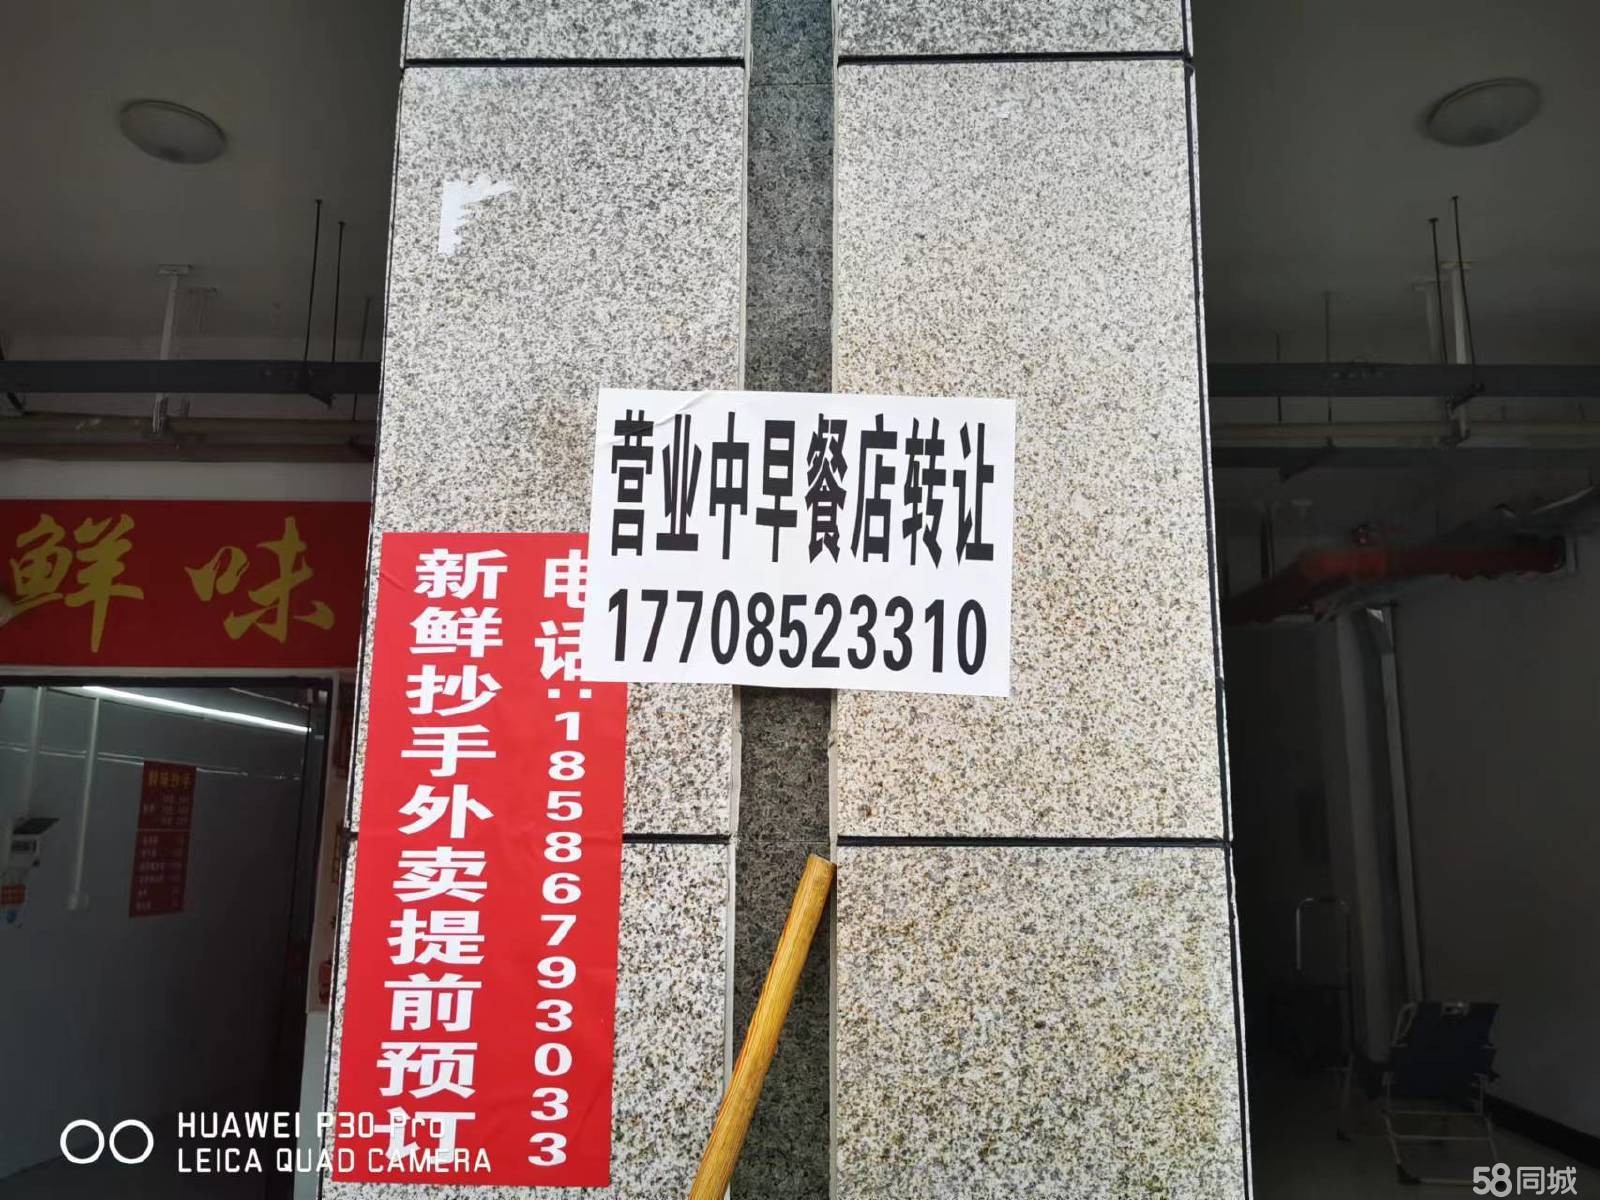 营业中早餐店转让
17708523310
电话:18586793033
新鲜抄手外卖提前预订
鲜味
HUAWEI P30 Pro
LEICA QUAD CAMERA
58同城